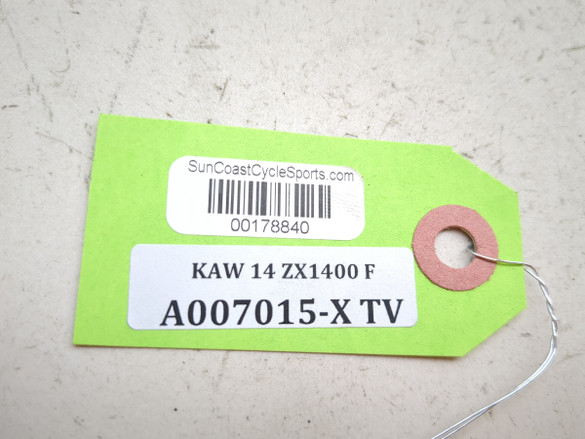 SunCoastCycleSports.com
00178840
KAW 14 ZX1400 F
A007015-X TV